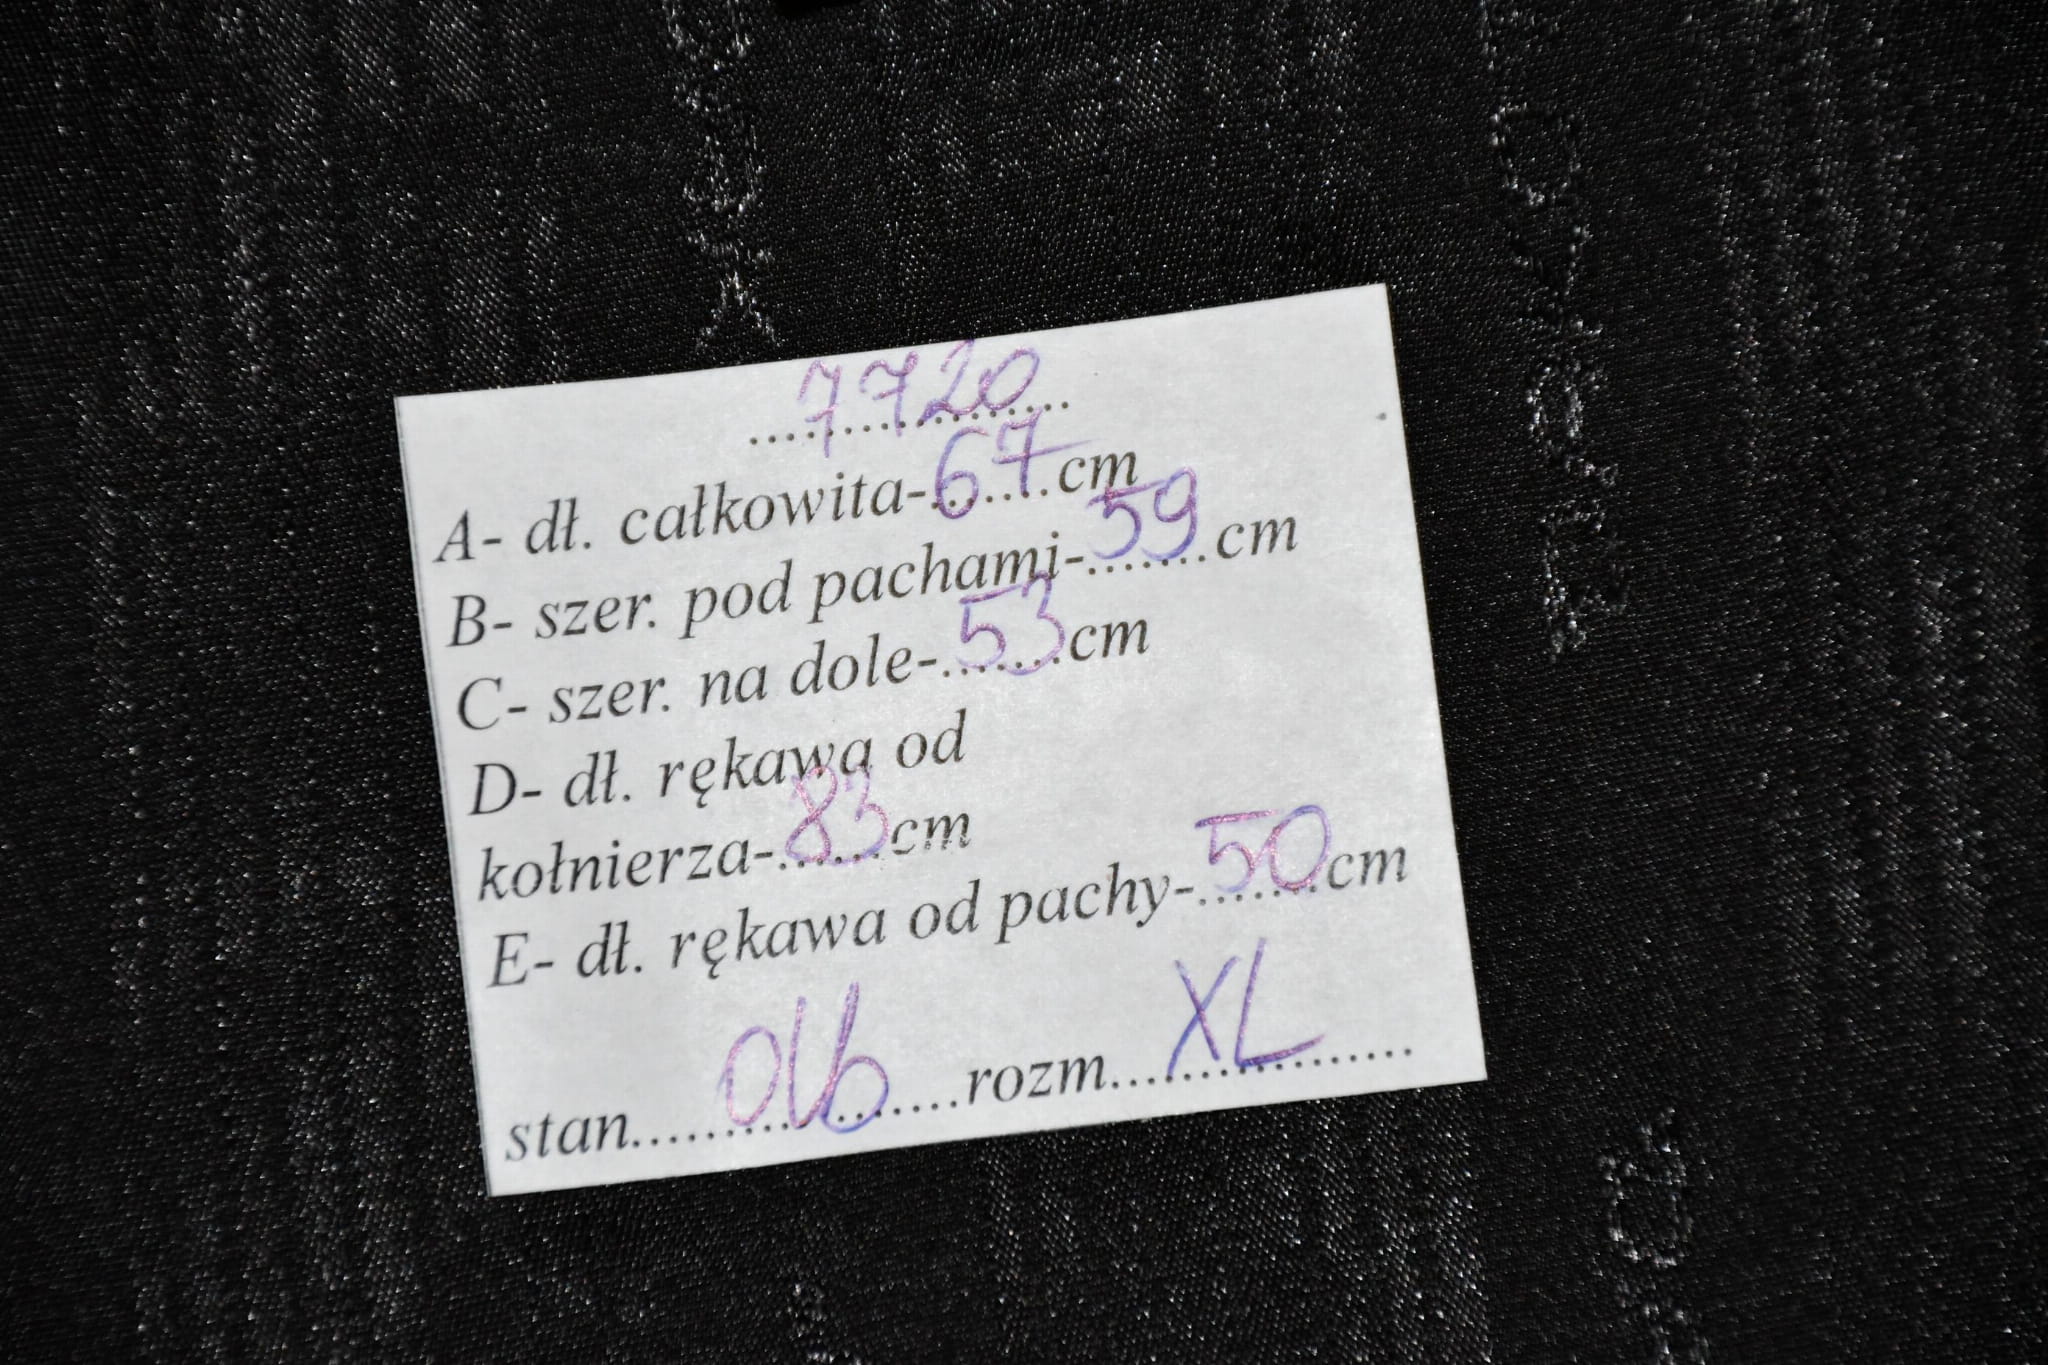 7720
A- dł. całkowita-67cm
B- szer. pod pachami-59cm
C- szer. na dole-53cm
D- dł. rękawa od
kołnierza-83cm
E- dł. rękawa od pachy-50cm
stan.......rozm...XL...